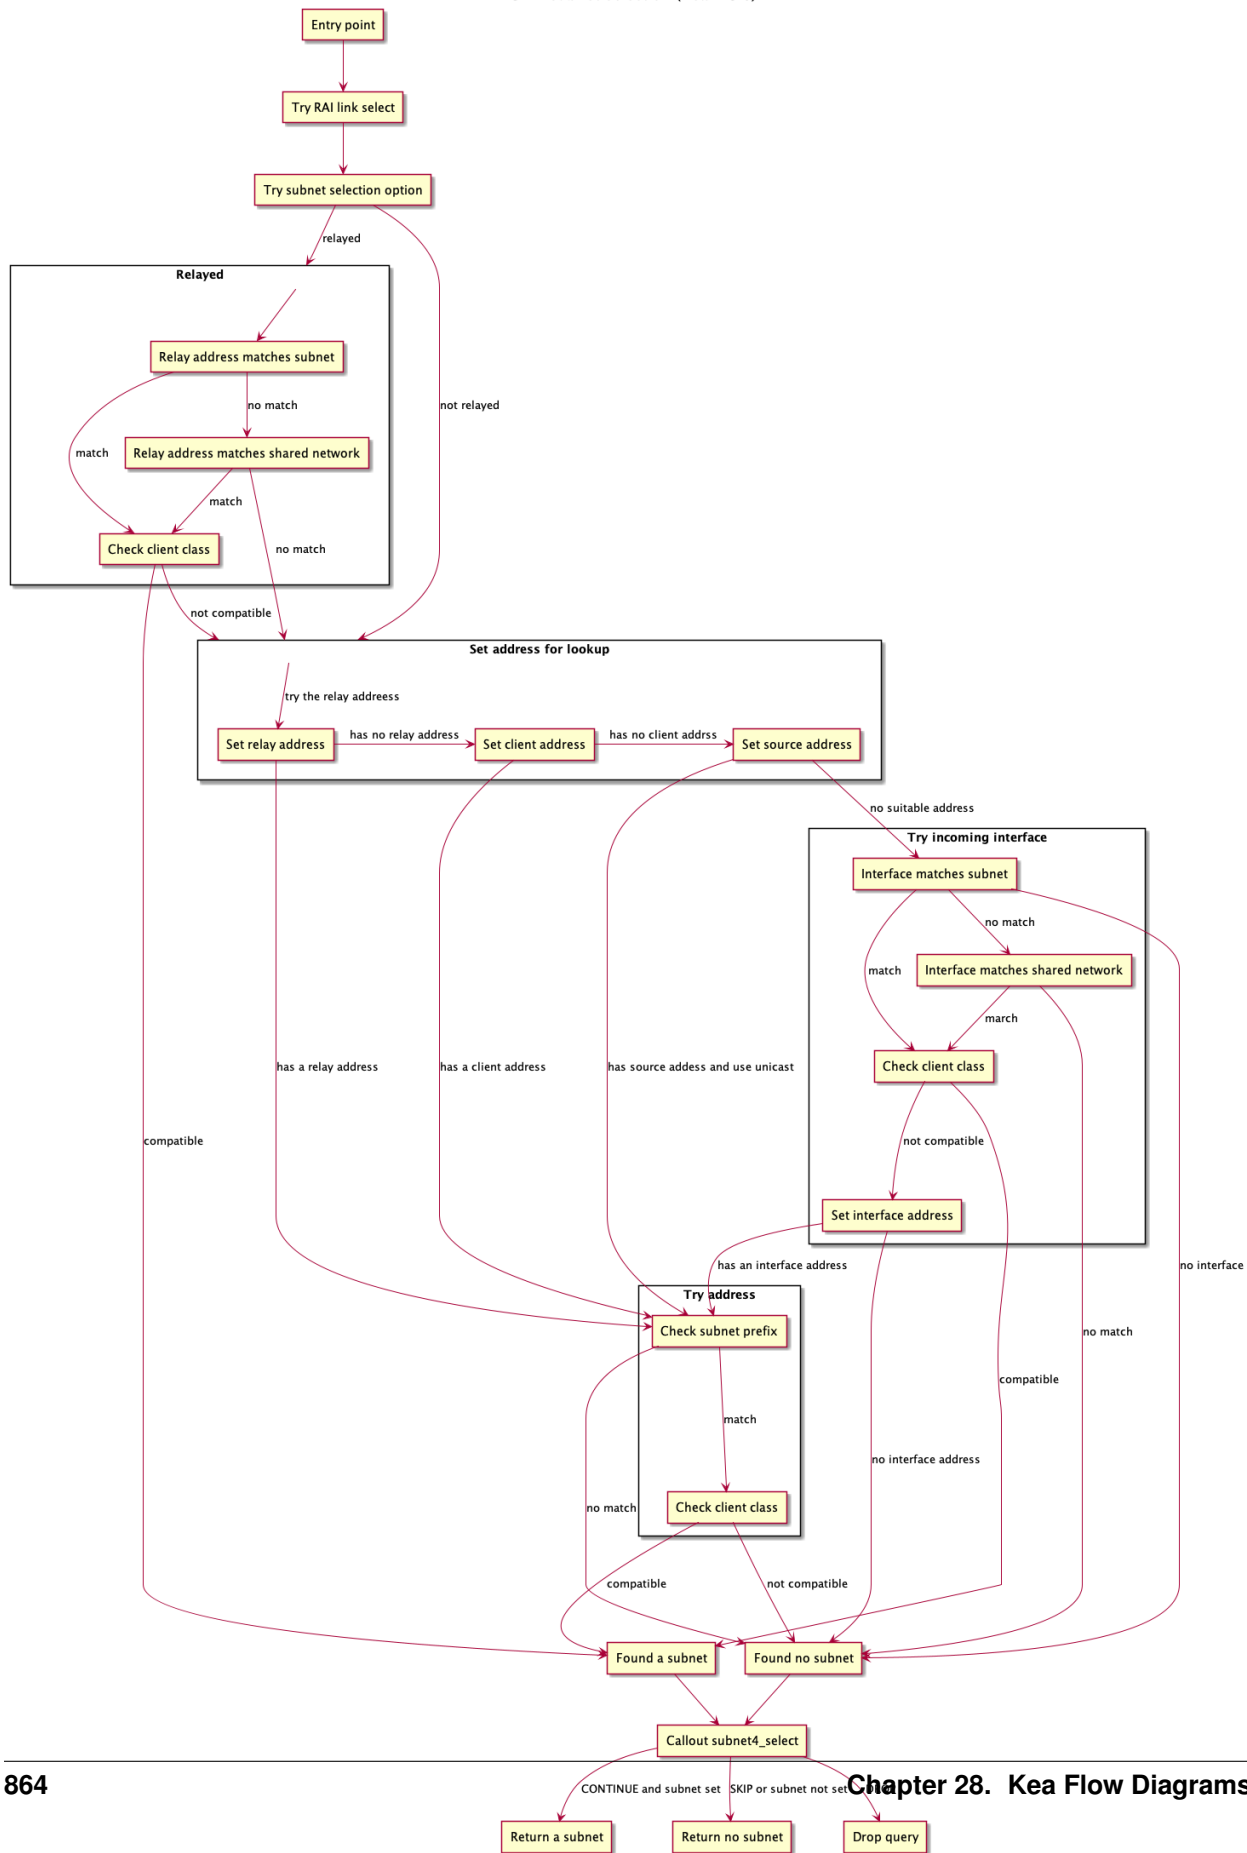 Entry point
Try RAI link select
Try subnet selection option
relayed
Relayed
Relay address matches subnet
no match
not relayed
Relay address matches shared network
match
match
Check client class
no match
not compatible
Set address for lookup
try the relay addreess
Set relay address
has no relay address
Set client address
has no client addrss
Set source address
no suitable address
Try incoming interface
Interface matches subnet
no match
match
Interface matches shared network
march
has a relay address
has a client address
has source addess and use unicast
Check client class
compatible
not compatible
Set interface address
has an interface address
no interface
Try address
Check subnet prefix
no match
compatible
match
no interface address
Check client class
no match
compatible
not compatible
Found a subnet
Found no subnet
Callout subnet4_select
864
CONTINUE and subnet set
SKIP or subnet not set
Chapter 28. Kea Flow Diagrams
Return a subnet
Return no subnet
Drop query